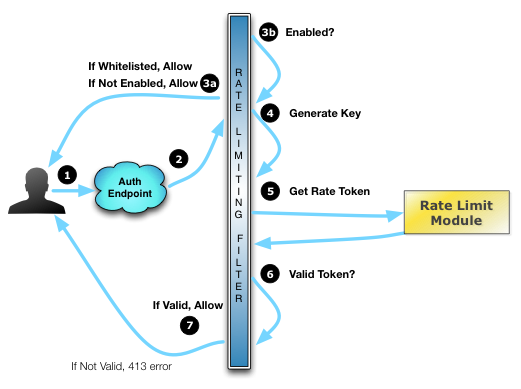 If Whitelisted, Allow
If Not Enabled, Allow
3a
3b
Enabled?
4
Generate Key
1
Auth
Endpoint
2
RATE LIMITING FILTER
5
Get Rate Token
Rate Limit
Module
6
Valid Token?
If Valid, Allow
7
If Not Valid, 413 error